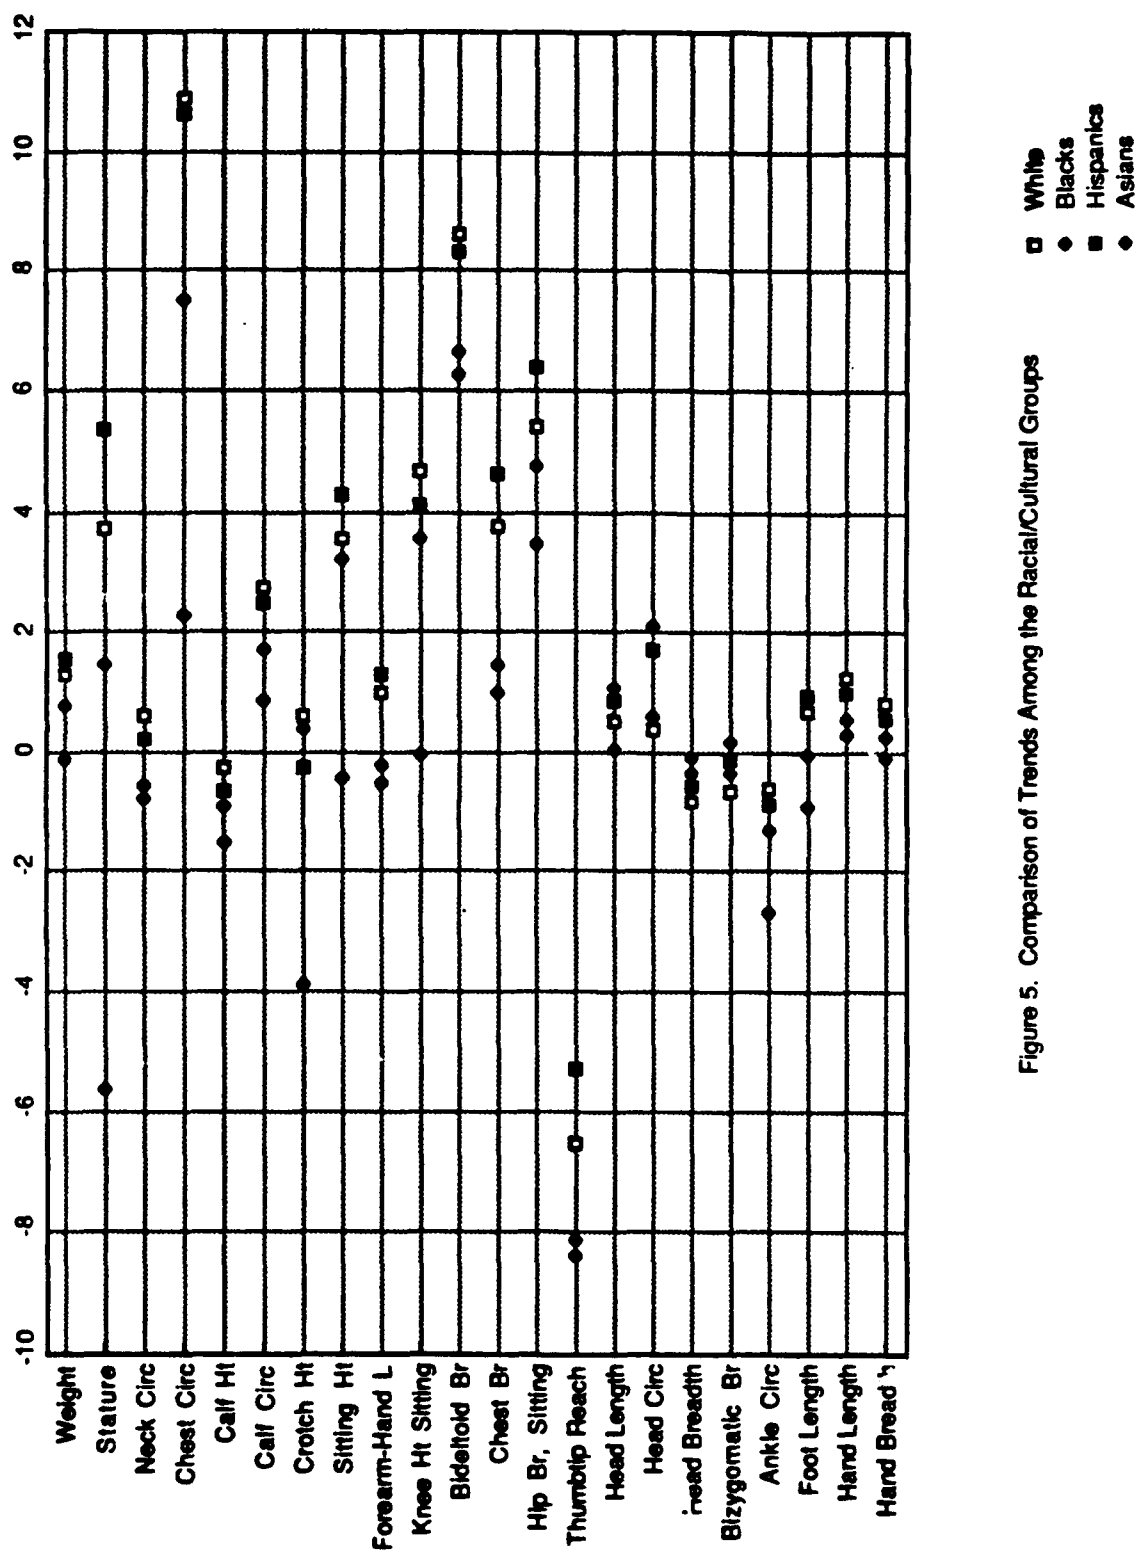 12
10
8
6
4
2
0
-2
-4
-6
-8
-10
Weight
Stature
Neck Circ
Chest Circ
Calf Ht
Calf Circ
Crotch Ht
Sitting Ht
Forearm-Hand L
Knee Ht Sitting
Bideltoid Br
Chest Br
Hip Br, Sitting
Thumbtip Reach
Head Length
Head Circ
Head Breadth
Bizygomatic Br
Ankle Circ
Foot Length
Hand Length
Hand
White
Blacks
Hispanics
Asians
Figure 5. Comparison of Trends Among the Racial/Cultural Groups